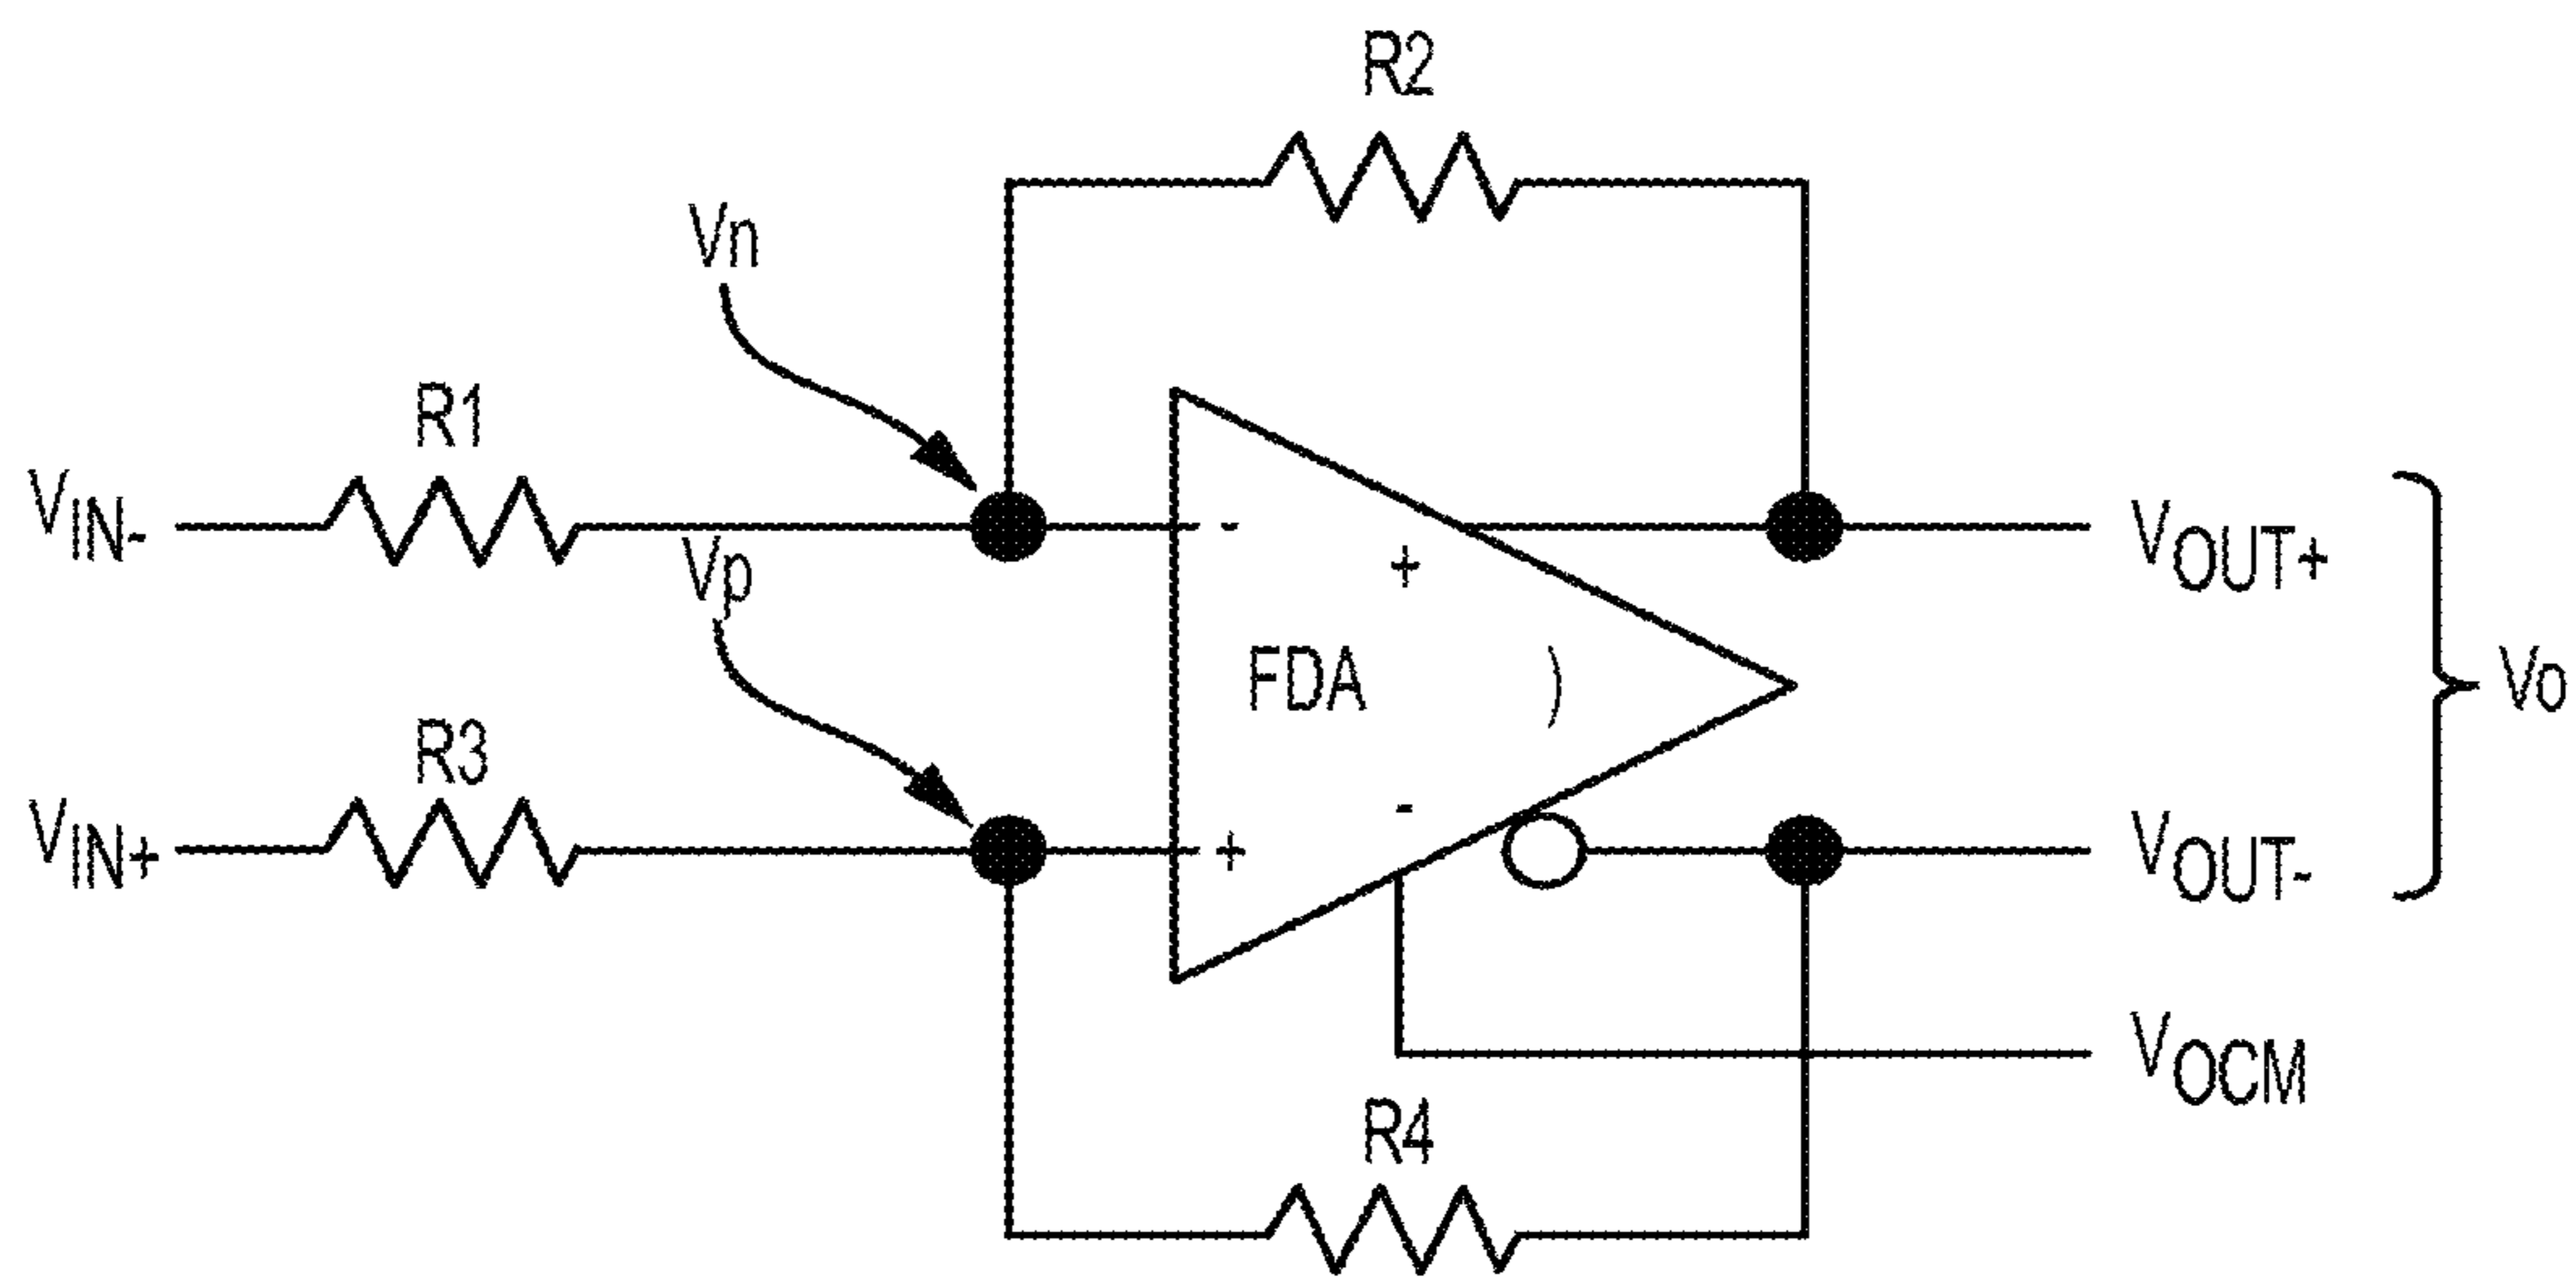 R2
Vn
R1
VIN-
-
+
VOUT+
Vp
FDA )
Vo
R3
VIN+
+
-
VOUT-
VOCM
R4